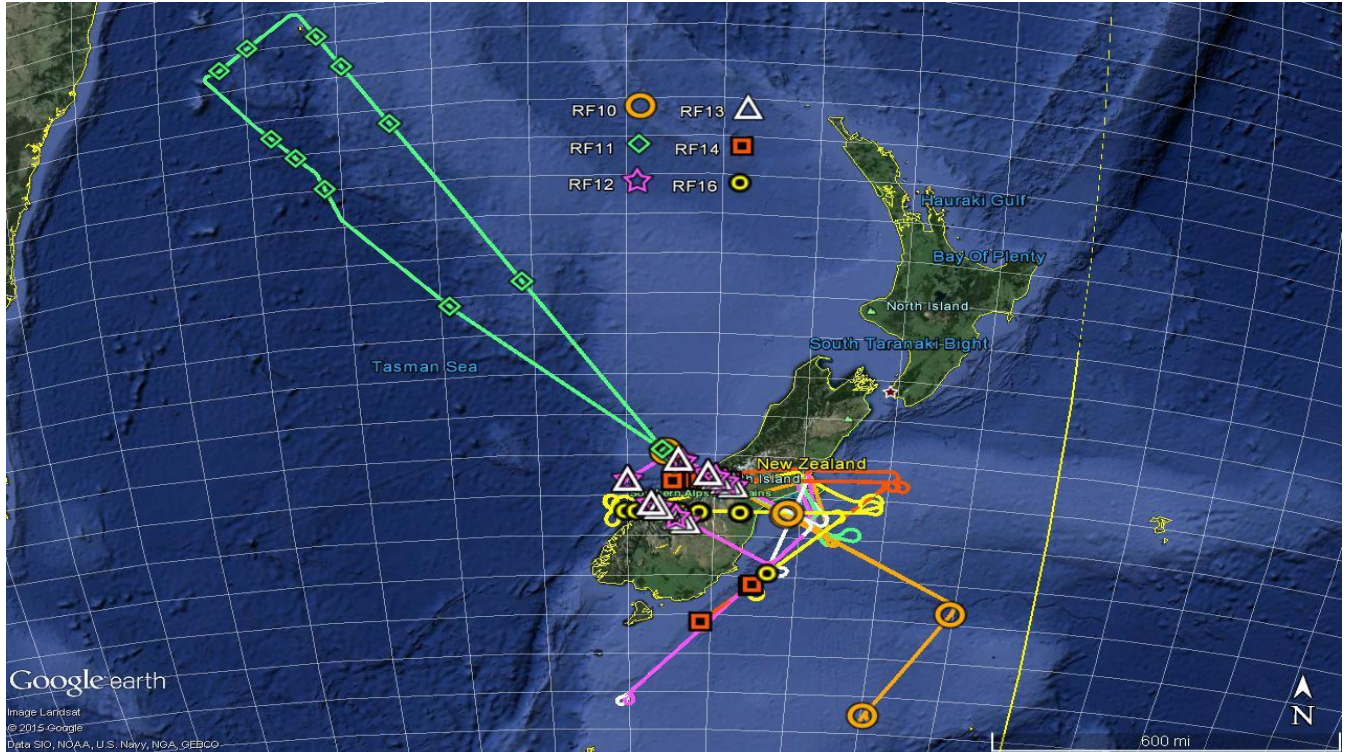 RF10 RF13
RF11 RF14
RF12 RF16
Hauraki Gulf
Bay Of Plenty
North Island
South Taranaki Bight
Tasman Sea
New Zealand
h Island
Google earth
Image Landsat
© 2015 Google
Data SIO, NOAA, U.S. Navy, NGA, GEBCO
N
600 mi